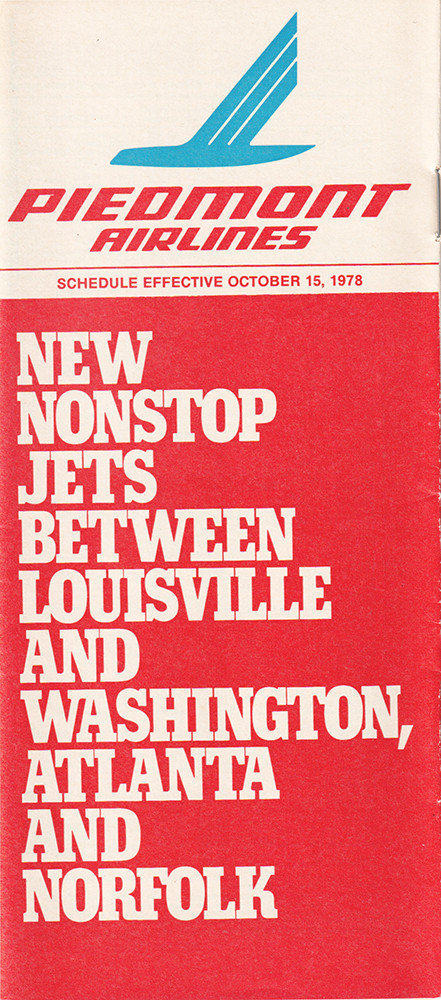 PIEDMONT
AIRLINES
SCHEDULE EFFECTIVE OCTOBER 15, 1978
NEW
NONSTOP
JETS
BETWEEN
LOUISVILLE
AND
WASHINGTON,
ATLANTA
AND
NORFOLK